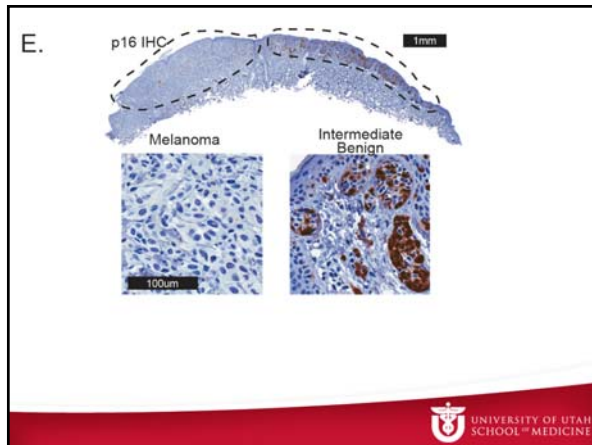 E.
p16 IHC
1mm
Melanoma
Intermediate
Benign
100um
UNIVERSITY OF UTAH
SCHOOL OF MEDICINE